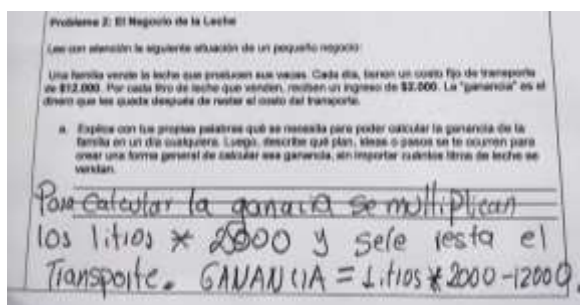 Problema 2: El Negocio de la Leche
Lee con atención la siguiente situación de un pequeño negocio:
Una familia vende la leche que producen sus vacas. Cada día, tienen un costo fijo de transporte
de $12.000. Por cada litro de leche que venden, reciben un ingreso de $2.000. La "ganancia" es el
dinero que les queda después de restar el costo del transporte.
a. Explica con tus propias palabras qué se necesita para poder calcular la ganancia de la
familia en un día cualquiera. Luego, describe qué plan, ideas o pasos se te ocurren para
crear una forma general de calcular esa ganancia, sin importar cuántos litros de leche se
vendan.
Para calcular la ganacia se multiplican
los litros * 2000 y sele resta el
Transporte. GANANCIA = Litros * 2000 - 12000